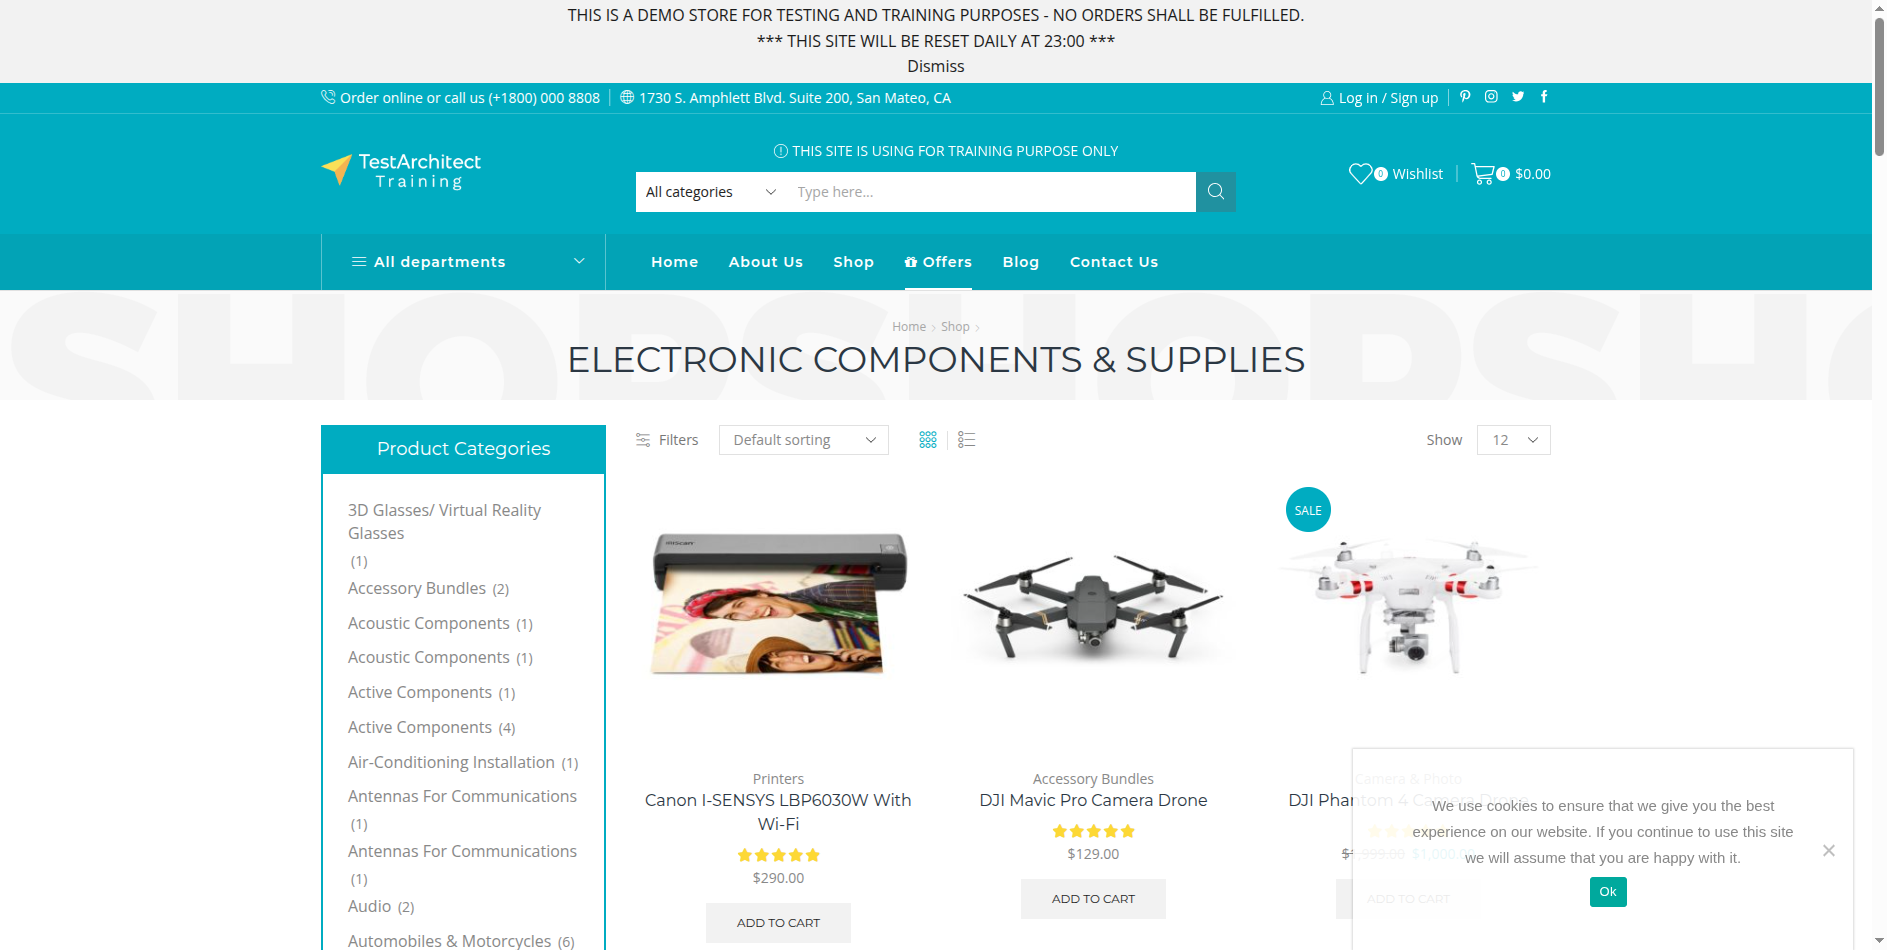 THIS IS A DEMO STORE FOR TESTING AND TRAINING PURPOSES - NO ORDERS SHALL BE FULFILLED.
*** THIS SITE WILL BE RESET DAILY AT 23:00 ***
Dismiss
Order online or call us (+1800) 000 8808
1730 S. Amphlett Blvd. Suite 200, San Mateo, CA
Log in / Sign up
TestArchitect
Training
THIS SITE IS USING FOR TRAINING PURPOSE ONLY
All categories
Type here...
0 Wishlist
0 $0.00
All departments
Home
About Us
Shop
Offers
Blog
Contact Us
SHOPSHOPSHO
Home
Shop
ELECTRONIC COMPONENTS & SUPPLIES
Product Categories
3D Glasses/ Virtual Reality
Glasses
(1)
Accessory Bundles (2)
Acoustic Components (1)
Acoustic Components (1)
Active Components (1)
Active Components (4)
Air-Conditioning Installation (1)
Antennas For Communications
(1)
Antennas For Communications
(1)
Audio (2)
Automobiles & Motorcycles (6)
Filters
Default sorting
Show
12
Printers
Canon I-SENSYS LBP6030W With
Wi-Fi
$290.00
ADD TO CART
Accessory Bundles
DJI Mavic Pro Camera Drone
$129.00
ADD TO CART
SALE
Camera & Photo
DJI Phantom 4 Camera Drone
$1,999.00 $1,000.00
ADD TO CART
We use cookies to ensure that we give you the best
experience on our website. If you continue to use this site
we will assume that you are happy with it.
Ok